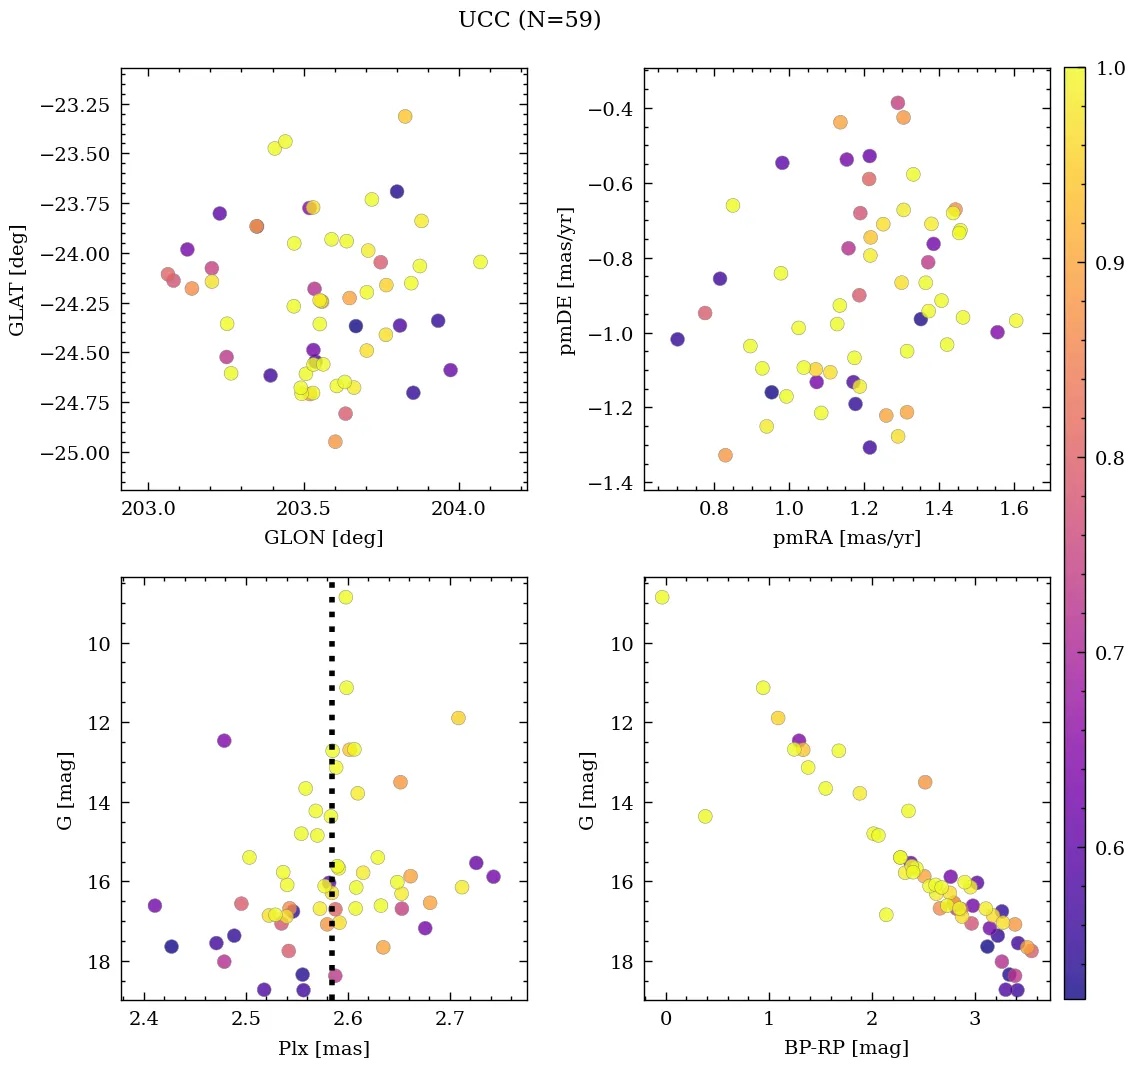 UCC (N=59)
−23.25
−23.50
−23.75
−24.00
−24.25
−24.50
−24.75
−25.00
GLAT [deg]
203.0 203.5 204.0
GLON [deg]
−0.4
−0.6
−0.8
−1.0
−1.2
−1.4
pmDE [mas/yr]
0.8 1.0 1.2 1.4 1.6
pmRA [mas/yr]
10
12
14
16
18
G [mag]
2.4 2.5 2.6 2.7
Plx [mas]
10
12
14
16
18
G [mag]
0 1 2 3
BP-RP [mag]
1.0
0.9
0.8
0.7
0.6